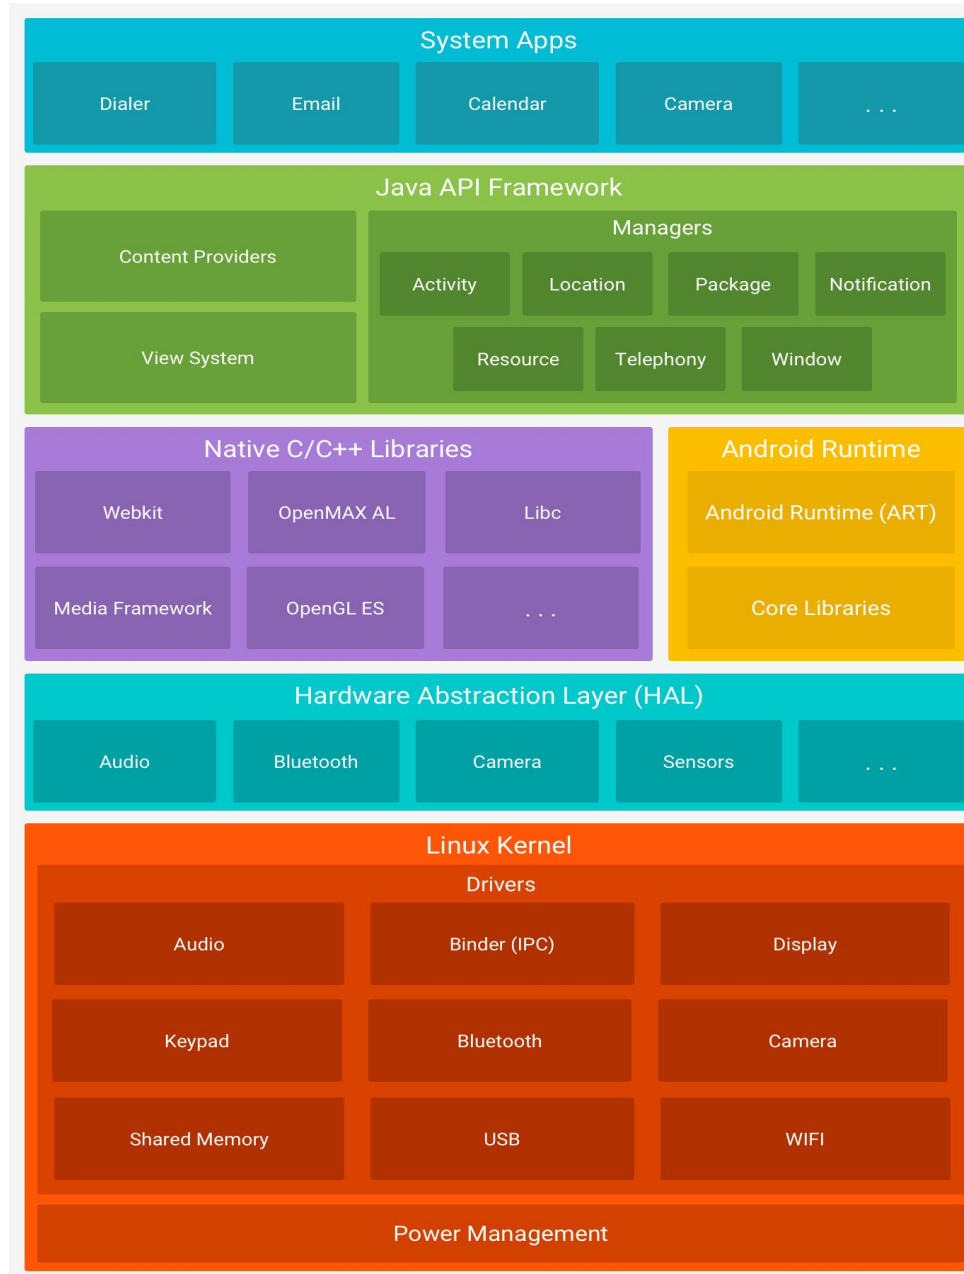 System Apps
Dialer Email Calendar Camera . . .
Java API Framework
Content Providers
View System
Managers
Activity Location Package Notification
Resource Telephony Window
Native C/C++ Libraries
Webkit OpenMAX AL Libc
Media Framework OpenGL ES . . .
Android Runtime
Android Runtime (ART)
Core Libraries
Hardware Abstraction Layer (HAL)
Audio Bluetooth Camera Sensors . . .
Linux Kernel
Drivers
Audio Binder (IPC) Display
Keypad Bluetooth Camera
Shared Memory USB WIFI
Power Management